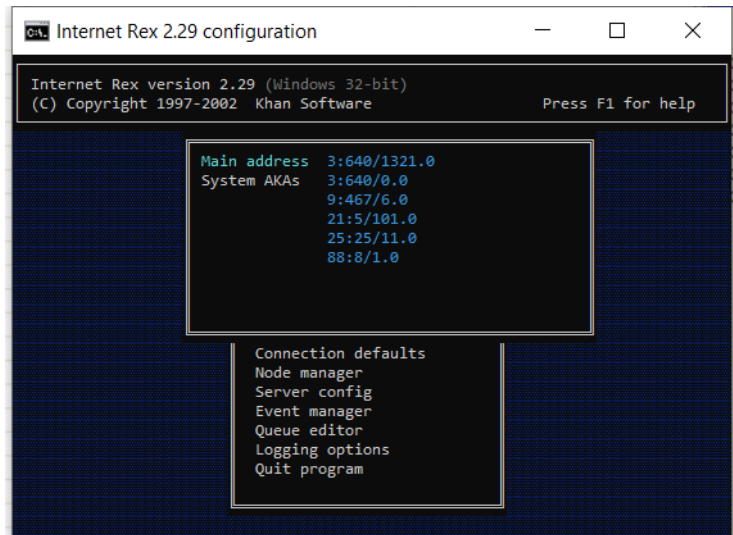 Internet Rex 2.29 configuration
Internet Rex version 2.29 (Windows 32-bit)
(C) Copyright 1997-2002 Khan Software Press F1 for help
Main address 3:640/1321.0
System AKAs 3:640/0.0
9:467/6.0
21:5/101.0
25:25/11.0
88:8/1.0
Connection defaults
Node manager
Server config
Event manager
Queue editor
Logging options
Quit program